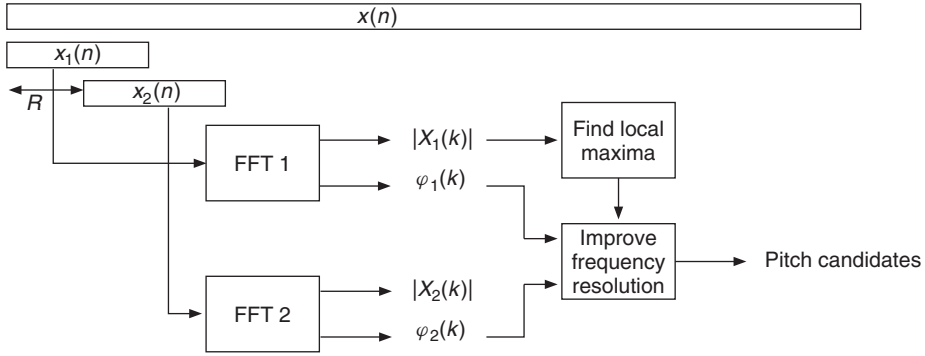 x(n)
x₁(n)
R
x₂(n)
FFT 1
|X₁(k)|
φ₁(k)
Find local
maxima
Improve
frequency
resolution
Pitch candidates
FFT 2
|X₂(k)|
φ₂(k)